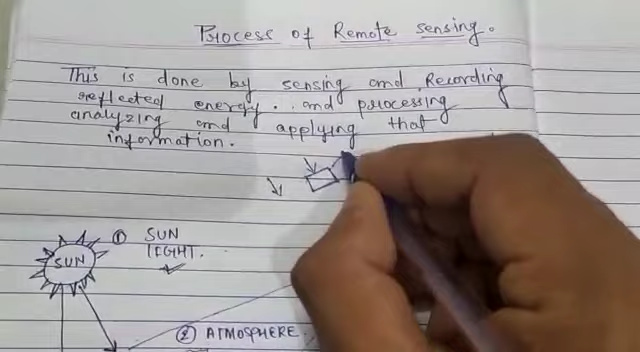 Process of Remote sensing.
This is done by sensing and Recording
reflected energy . . and processing
analyzing and applying that
information.
① SUN
LIGHT.
SUN
② ATMOSPHERE.